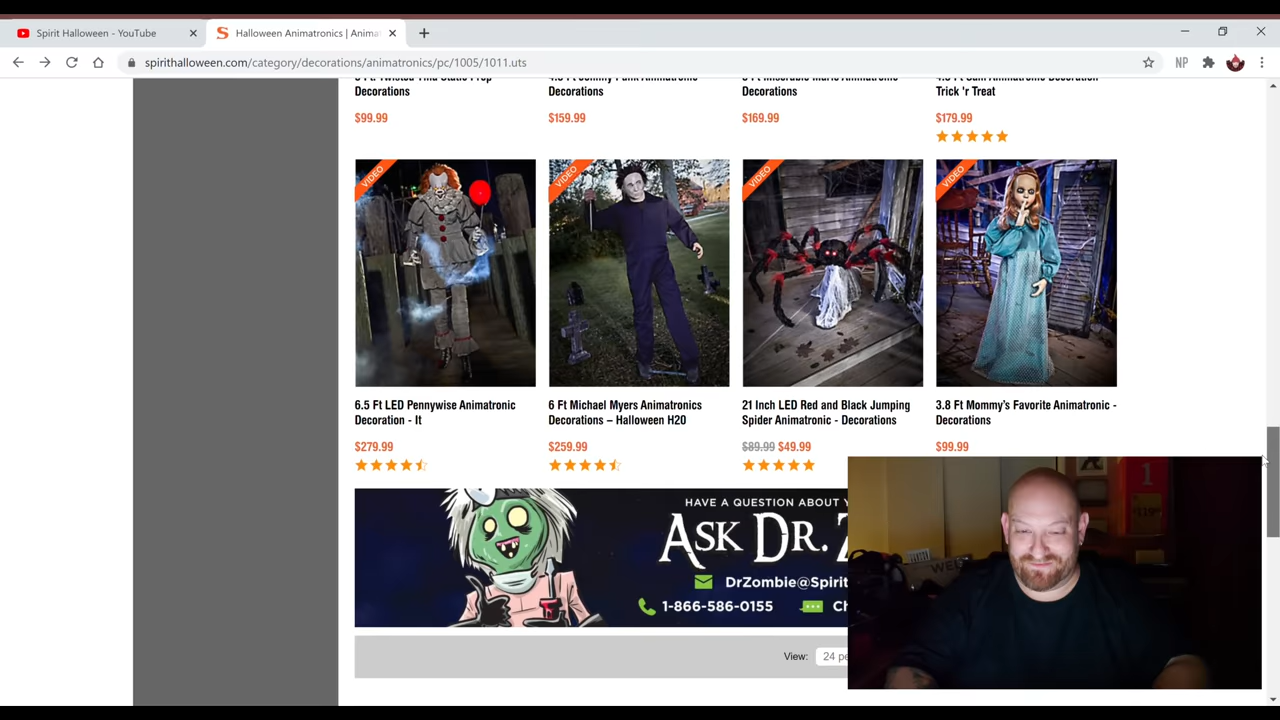 Spirit Halloween - YouTube
Halloween Animatronics | Anima
spirithalloween.com/category/decorations/animatronics/pc/1005/1011.uts
NP
Decorations
Decorations
Decorations
Trick 'r Treat
$99.99
$159.99
$169.99
$179.99
VIDEO
VIDEO
VIDEO
VIDEO
6.5 Ft LED Pennywise Animatronic
Decoration - It
6 Ft Michael Myers Animatronics
Decorations – Halloween H20
21 Inch LED Red and Black Jumping
Spider Animatronic - Decorations
3.8 Ft Mommy's Favorite Animatronic -
Decorations
$279.99
$259.99
$89.99 $49.99
$99.99
HAVE A QUESTION ABOUT Y
ASK DR. Z
DrZombie@Spirit
1-866-586-0155
Ch
View:
24 pe